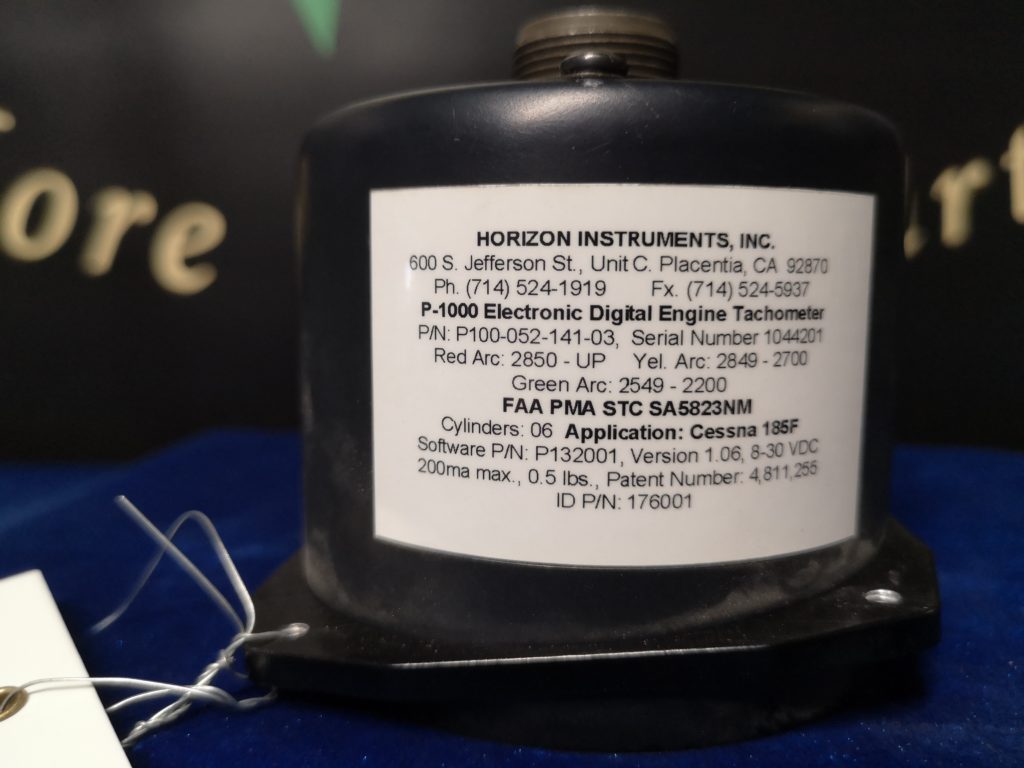 ore
art
HORIZON INSTRUMENTS, INC.
600 S. Jefferson St., Unit C. Placentia, CA 92870
Ph. (714) 524-1919 Fx. (714) 524-5937
P-1000 Electronic Digital Engine Tachometer
P/N: P100-052-141-03, Serial Number 1044201
Red Arc: 2850 - UP Yel. Arc: 2849 - 2700
Green Arc: 2549 - 2200
FAA PMA STC SA5823NM
Cylinders: 06 Application: Cessna 185F
Software P/N: P132001, Version 1.06, 8-30 VDC
200ma max., 0.5 lbs., Patent Number: 4,811,255
ID P/N: 176001